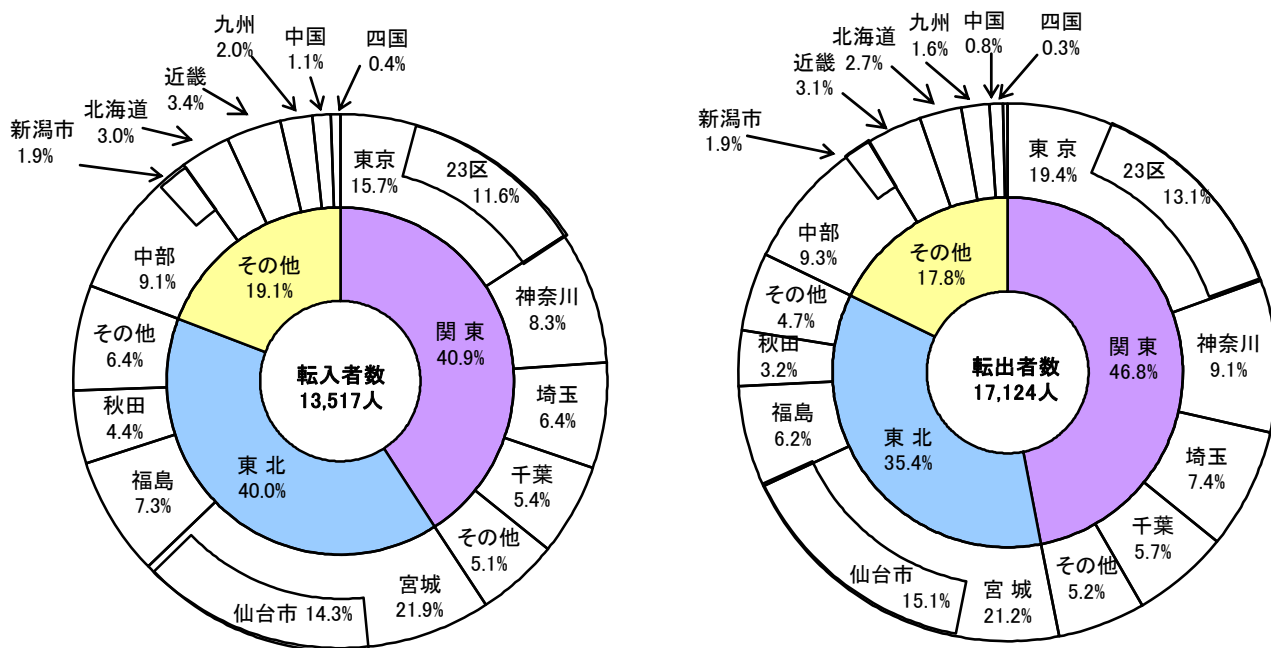 九州
2.0%
中国
1.1%
四国
0.4%
近畿
3.4%
北海道
3.0%
新潟市
1.9%
東京
15.7%
23区
11.6%
中部
9.1%
その他
19.1%
神奈川
8.3%
関 東
40.9%
その他
6.4%
転入者数
13,517人
埼玉
6.4%
秋田
4.4%
東 北
40.0%
福島
7.3%
千葉
5.4%
その他
5.1%
宮城
21.9%
仙台市 14.3%
九州
1.6%
中国
0.8%
四国
0.3%
北海道
2.7%
近畿
3.1%
新潟市
1.9%
東 京
19.4%
23区
13.1%
中部
9.3%
その他
17.8%
その他
4.7%
秋田
3.2%
転出者数
17,124人
関 東
46.8%
神奈川
9.1%
福島
6.2%
東 北
35.4%
埼玉
7.4%
千葉
5.7%
その他
5.2%
仙台市
15.1%
宮 城
21.2%